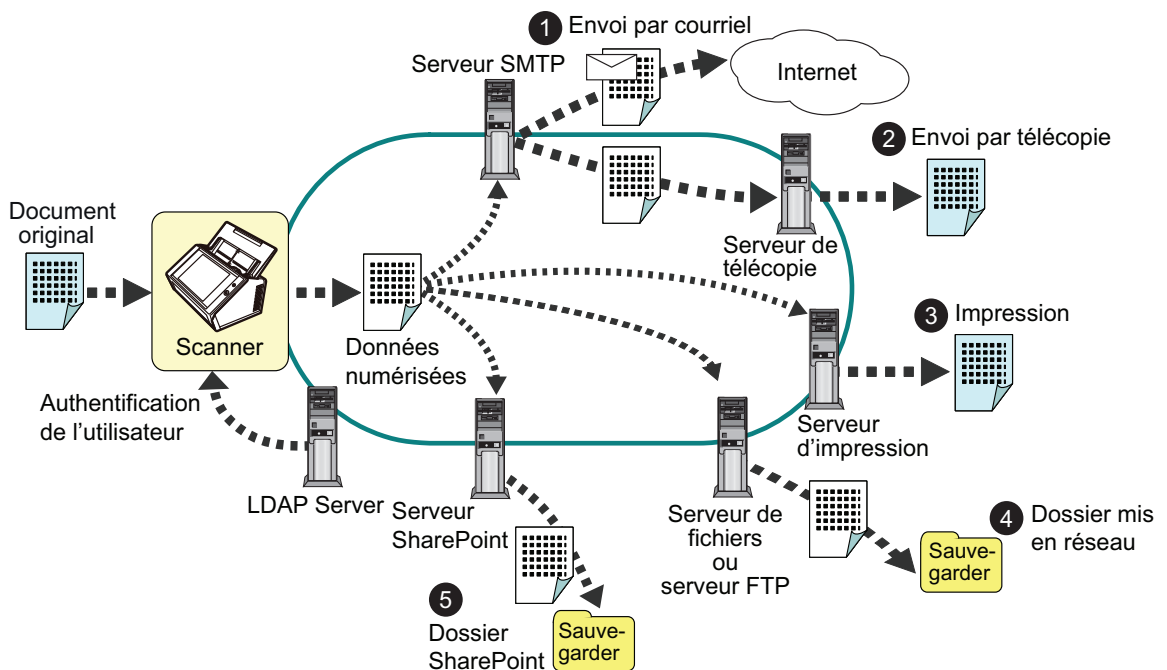 1 Envoi par courriel
Serveur SMTP
Internet
2 Envoi par télécopie
Document
original
Serveur de
télécopie
3 Impression
Scanner
Données
numérisées
Authentification
de l'utilisateur
Serveur
d'impression
LDAP Server
Serveur
SharePoint
Serveur de
fichiers
ou
serveur FTP
4 Dossier mis
en réseau
Sauve-
garder
5
Dossier
SharePoint
Sauve-
garder